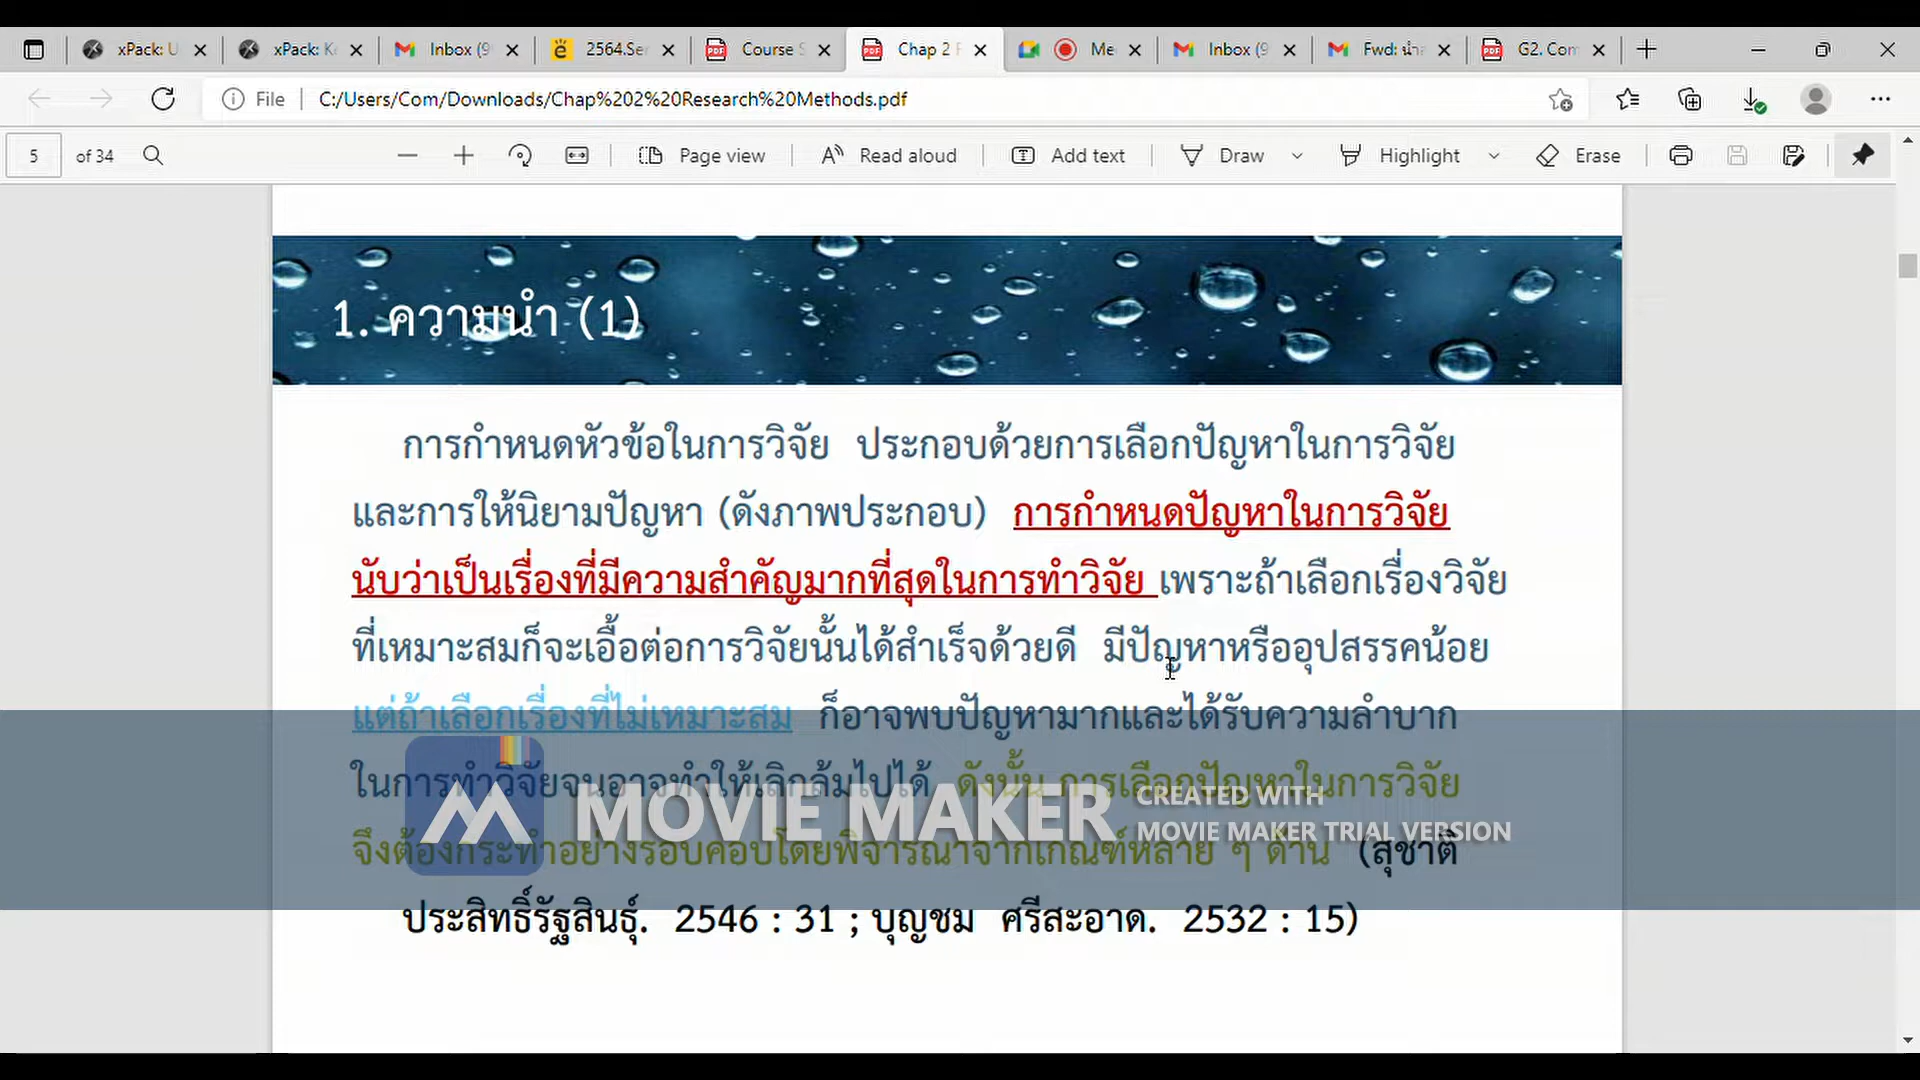 xPack: U
xPack: Ke
Inbox (9
2564.Se
Course S
Chap 2 F
Me
Inbox (9
Fwd: นำ
G2. Com
File
C:/Users/Com/Downloads/Chap%202%20Research%20Methods.pdf
5 of 34
Page view
Read aloud
Add text
Draw
Highlight
Erase
1. ความนำ (1)
การกำหนดหัวข้อในการวิจัย ประกอบด้วยการเลือกปัญหาในการวิจัย
และการให้นิยามปัญหา (ดังภาพประกอบ) การกำหนดปัญหาในการวิจัย
นับว่าเป็นเรื่องที่มีความสำคัญมากที่สุดในการทำวิจัย เพราะถ้าเลือกเรื่องวิจัย
ที่เหมาะสมก็จะเอื้อต่อการวิจัยนั้นได้สำเร็จด้วยดี มีปัญหาหรืออุปสรรคน้อย
แต่ถ้าเลือกเรื่องที่ไม่เหมาะสม ก็อาจพบปัญหามากและได้รับความลำบาก
ในการทำวิจัยจนอาจทำให้เลิกล้มไปได้ ดังนั้น การเลือกปัญหาในการวิจัย
จึงต้องกระทำอย่างรอบคอบโดยพิจารณาจากเกณฑ์หลาย ๆ ด้าน (สุชาติ
ประสิทธิ์รัฐสินธุ์. 2546 : 31 ; บุญชม ศรีสะอาด. 2532 : 15)
MOVIE MAKER
CREATED WITH
MOVIE MAKER TRIAL VERSION